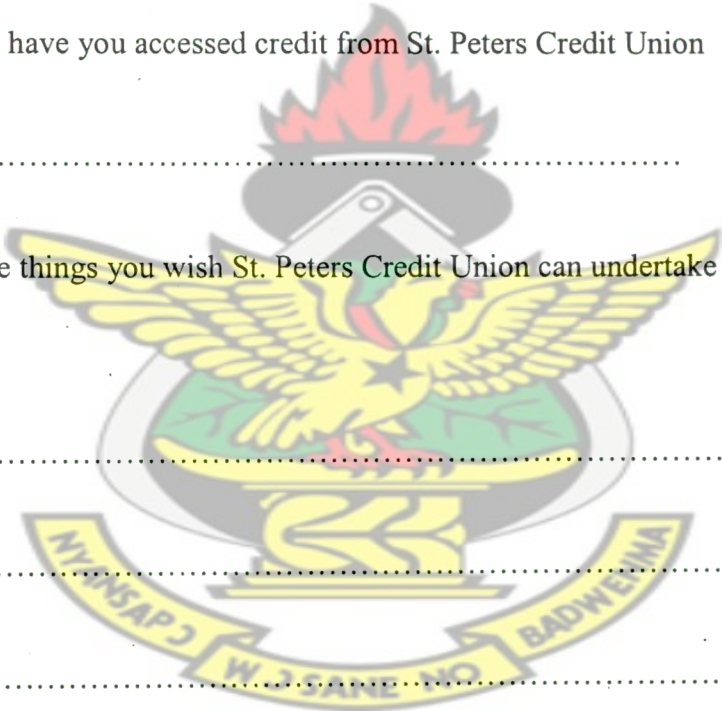 have you accessed credit from St. Peters Credit Union
................................................................................
e things you wish St. Peters Credit Union can undertake
................................................................................
................................................................................
NYANSAPƆ WƆSANE NO BADWENMA
................................................................................